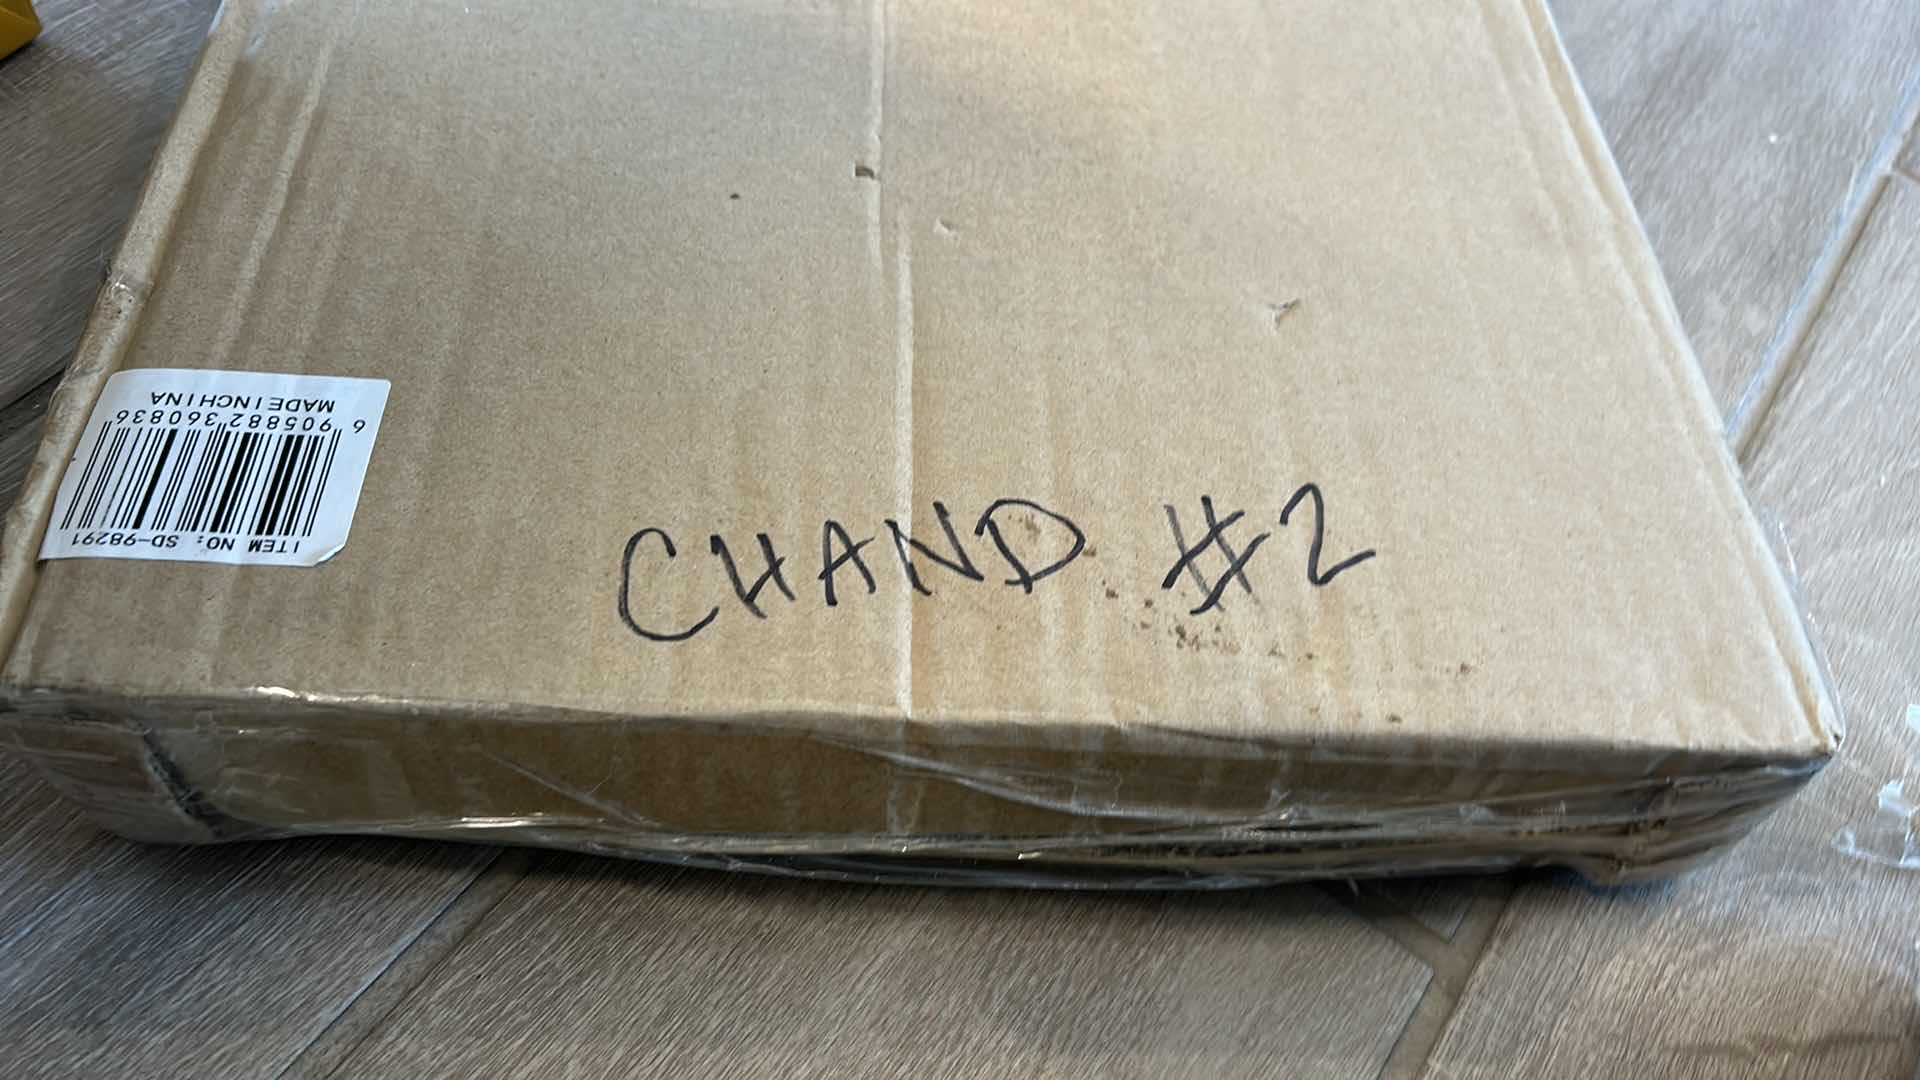 CHAND #2
ITEM NO: SD-98291
6 905882 360836
MADE IN CHINA